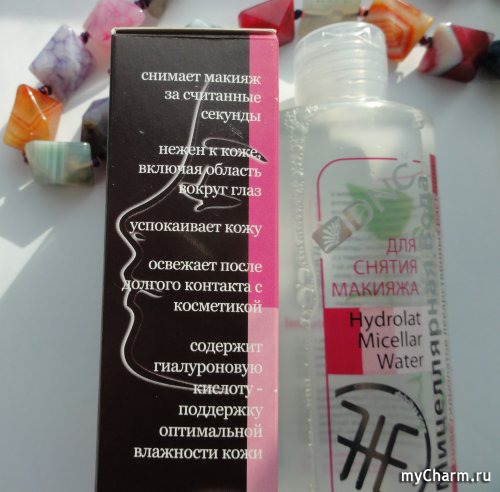 снимает макияж
за считанные
секунды
нежен к коже,
включая область
вокруг глаз
успокаивает кожу
освежает после
долгого контакта с
косметикой
содержит
гиалуроновую
кислоту -
поддержку
оптимальной
влажности кожи
DNC
ДЛЯ
СНЯТИЯ
МАКИЯЖА
Hydrolat
Micellar
Water
Мицеллярная вода
myCharm.ru